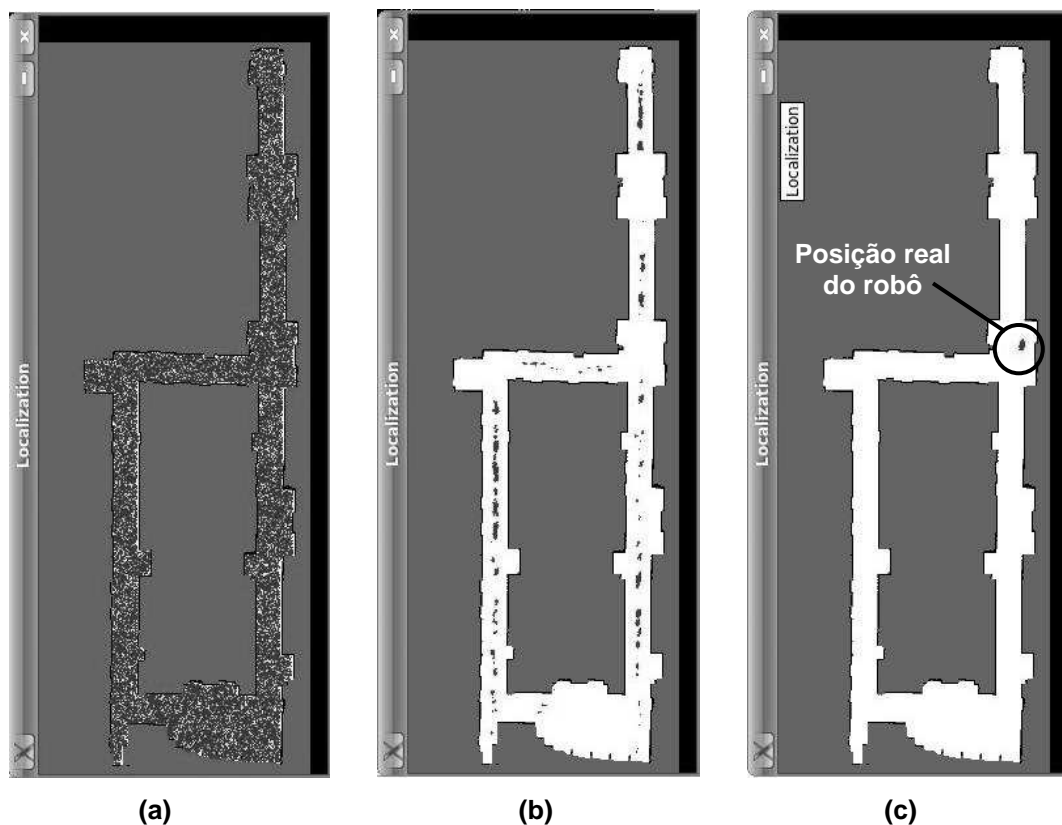 Localization
Localization
Localization
Localization
Posição real
do robô
(a)
(b)
(c)